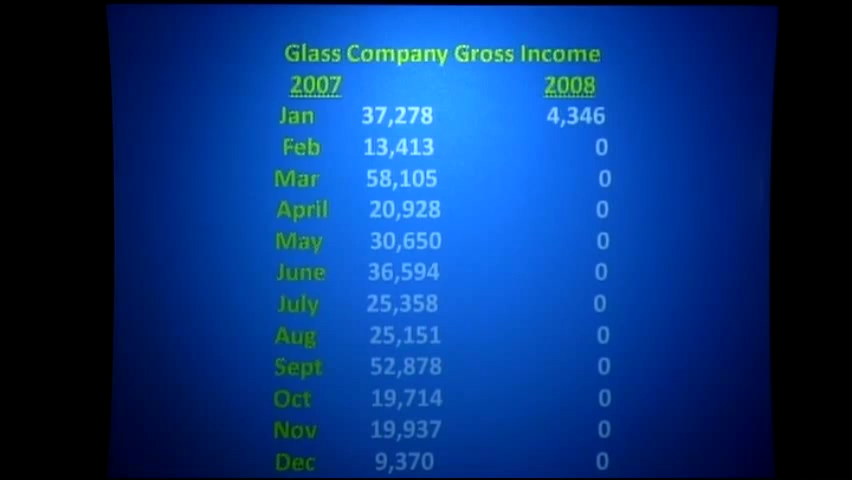 Glass Company Gross Income
2007 2008
Jan 37,278 4,346
Feb 13,413 0
Mar 58,105 0
April 20,928 0
May 30,650 0
June 36,594 0
July 25,358 0
Aug 25,151 0
Sept 52,878 0
Oct 19,714 0
Nov 19,937 0
Dec 9,370 0